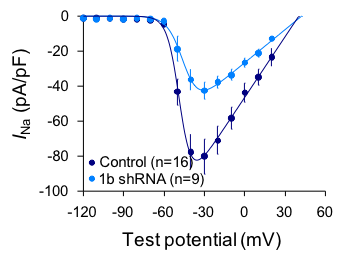 0
-20
-40
-60
-80
-100
I_Na (pA/pF)
Control (n=16)
1b shRNA (n=9)
-120 -90 -60 -30 0 30 60
Test potential (mV)